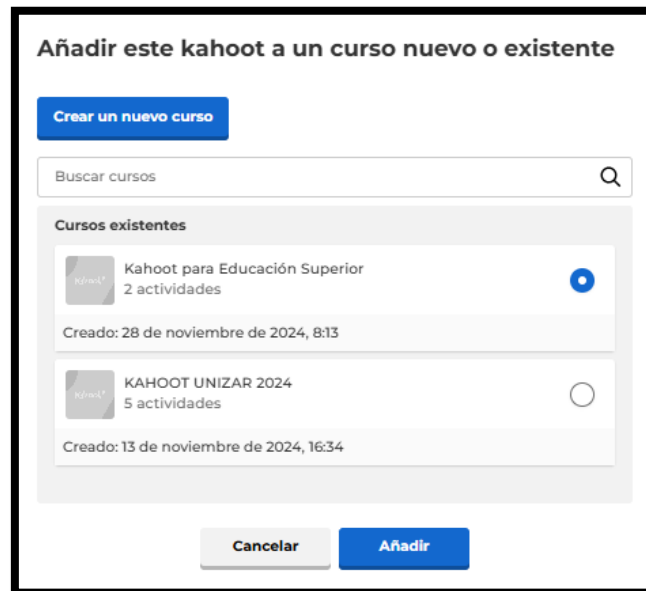 Añadir este kahoot a un curso nuevo o existente
Crear un nuevo curso
Buscar cursos
Cursos existentes
Kahoot!
Kahoot para Educación Superior
2 actividades
Creado: 28 de noviembre de 2024, 8:13
Kahoot!
KAHOOT UNIZAR 2024
5 actividades
Creado: 13 de noviembre de 2024, 16:34
Cancelar
Añadir